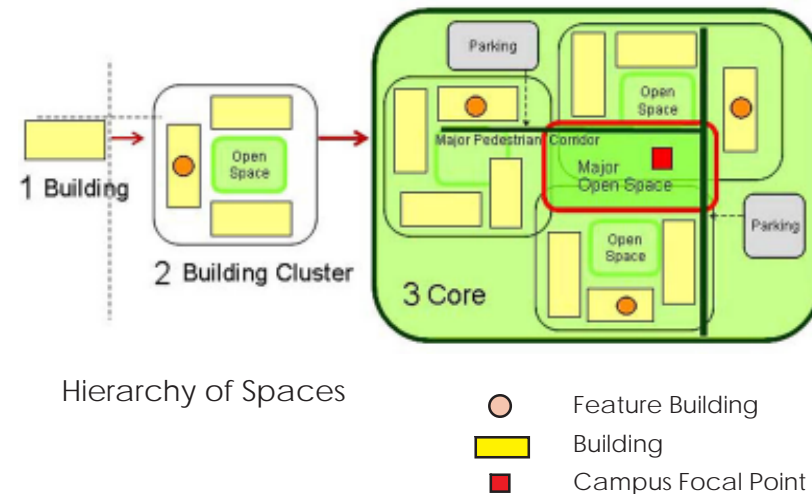 1 Building
Open
Space
2 Building Cluster
Parking
Open
Space
Major Pedestrian Corridor
Major
Open Space
Parking
Open
Space
3 Core
Hierarchy of Spaces
Feature Building
Building
Campus Focal Point